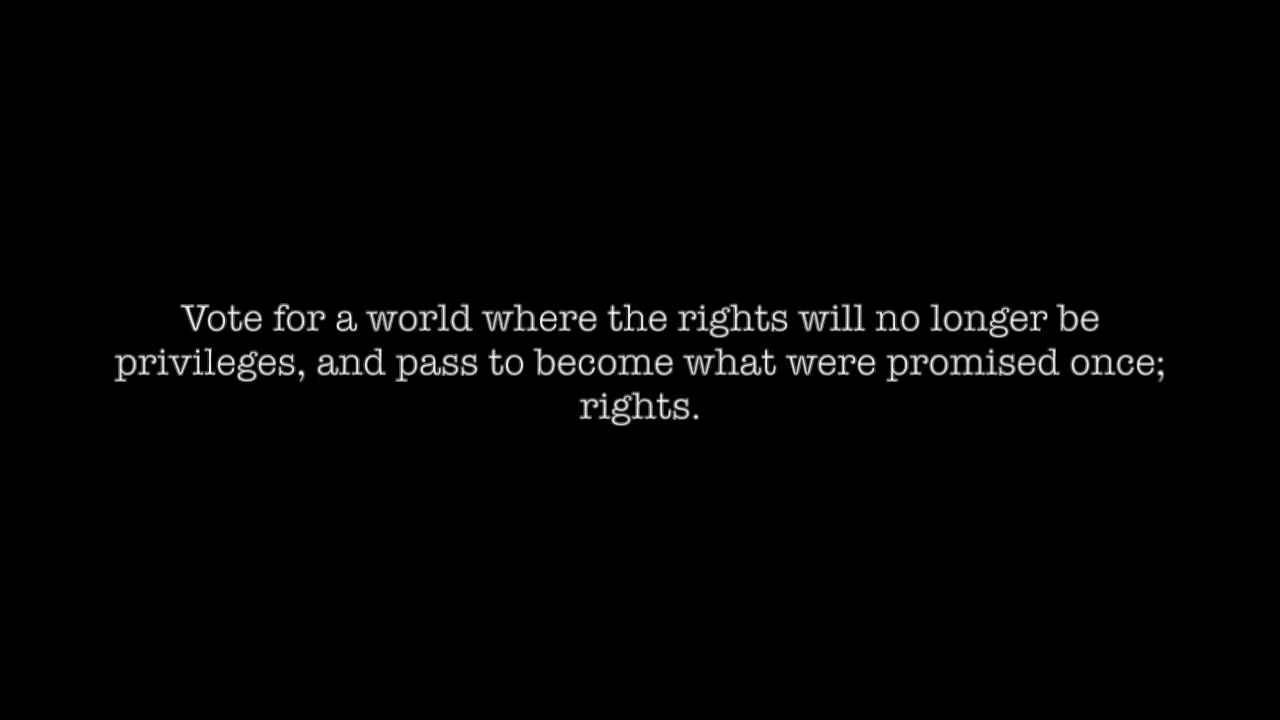 Vote for a world where the rights will no longer be
privileges, and pass to become what were promised once;
rights.